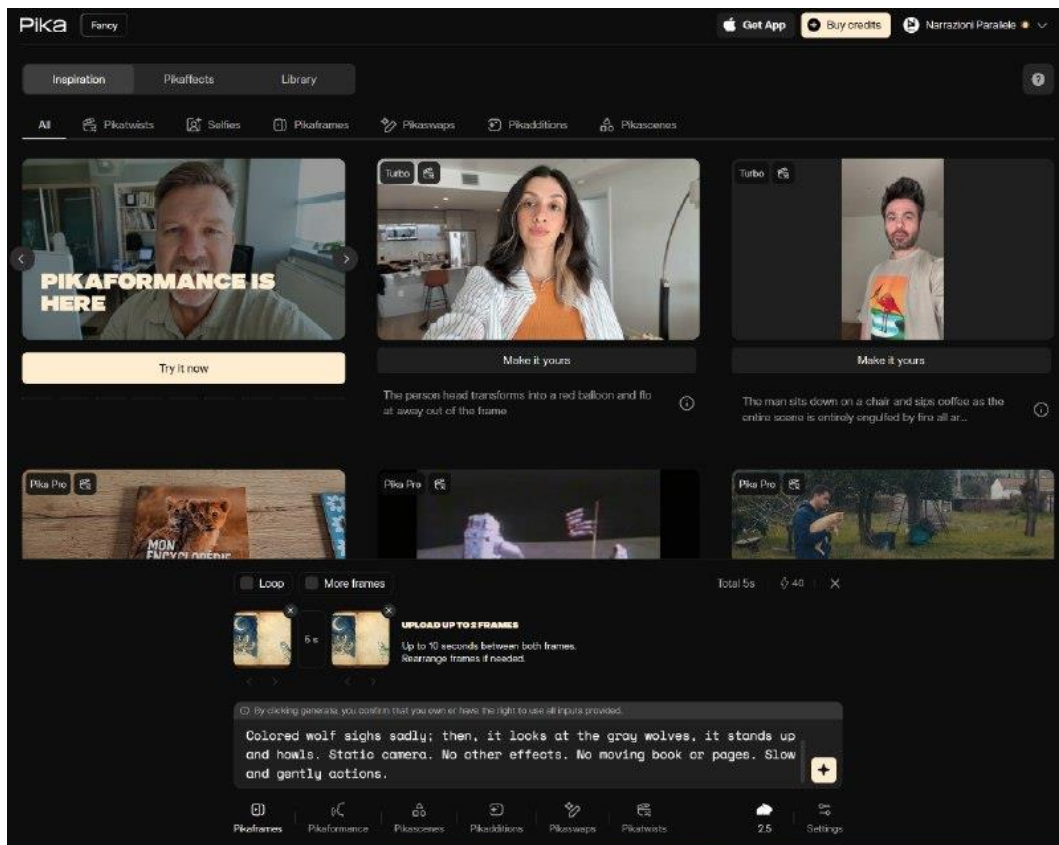 Pika Fancy Get App Buy credits Narrazioni Parallele
Inspiration Pikaffects Library
All Pikatwists Selfies Pikaframes Pikaswaps Pikadditions Pikascenes
PIKAFORMANCE IS
HERE
Try it now
Turbo
Make it yours
The person head transforms into a red balloon and flo
at away out of the frame
Turbo
Make it yours
The man sits down on a chair and sips coffee as the
entire scene is entirely engulfed by fire all ar...
Pika Pro
MON
ENCYCLOPÉDIE
Pika Pro
Pika Pro
Loop More frames Total 5s 40
5 s
UPLOAD UP TO 2 FRAMES
Up to 10 seconds between both frames.
Rearrange frames if needed.
By clicking generate, you confirm that you own or have the right to use all inputs provided.
Colored wolf sighs sadly; then, it looks at the gray wolves, it stands up
and howls. Static camera. No other effects. No moving book or pages. Slow
and gently actions.
Pikaframes Pikaformance Pikascenes Pikadditions Pikaswaps Pikatwists 2.5 Settings